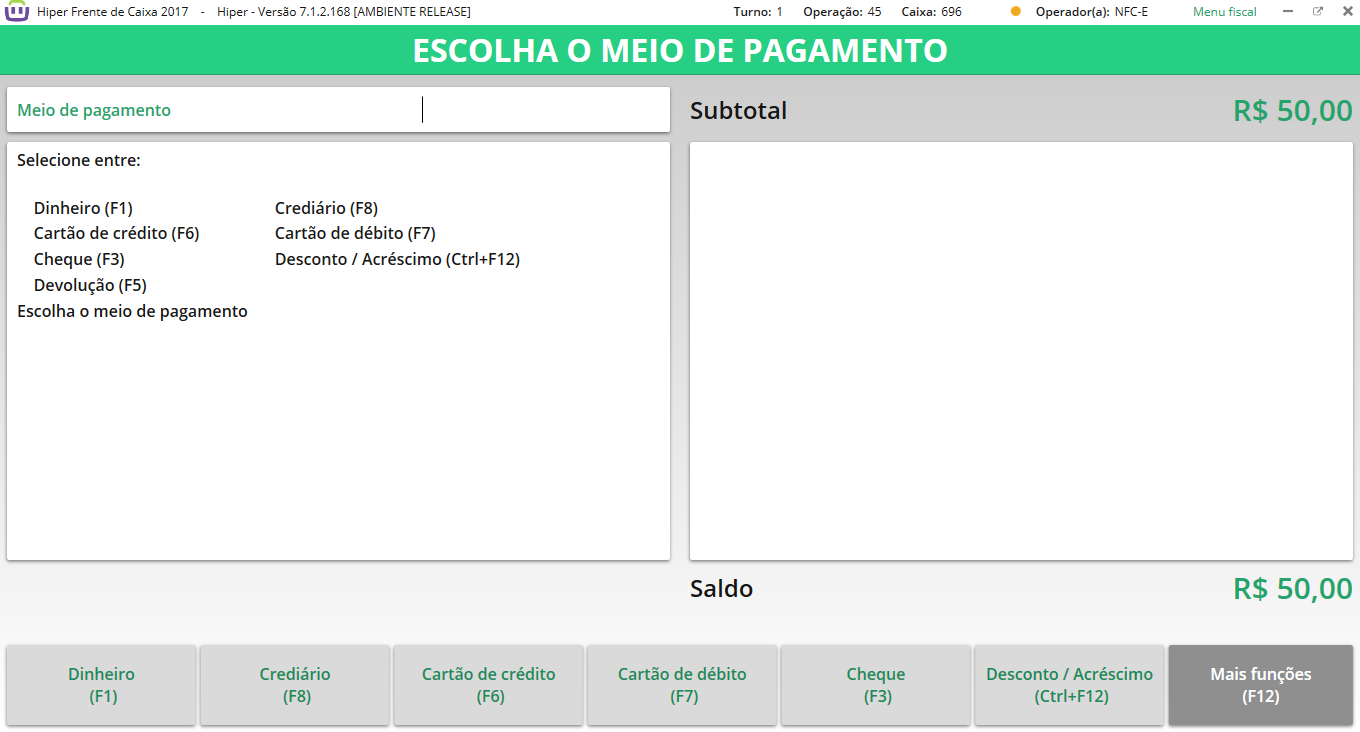 Hiper Frente de Caixa 2017 - Hiper - Versão 7.1.2.168 [AMBIENTE RELEASE] Turno: 1 Operação: 45 Caixa: 696 Operador(a): NFC-E Menu fiscal
ESCOLHA O MEIO DE PAGAMENTO
Meio de pagamento
Subtotal R$ 50,00
Selecione entre:
Dinheiro (F1) Crediário (F8)
Cartão de crédito (F6) Cartão de débito (F7)
Cheque (F3) Desconto / Acréscimo (Ctrl+F12)
Devolução (F5)
Escolha o meio de pagamento
Saldo R$ 50,00
Dinheiro
(F1)
Crediário
(F8)
Cartão de crédito
(F6)
Cartão de débito
(F7)
Cheque
(F3)
Desconto / Acréscimo
(Ctrl+F12)
Mais funções
(F12)